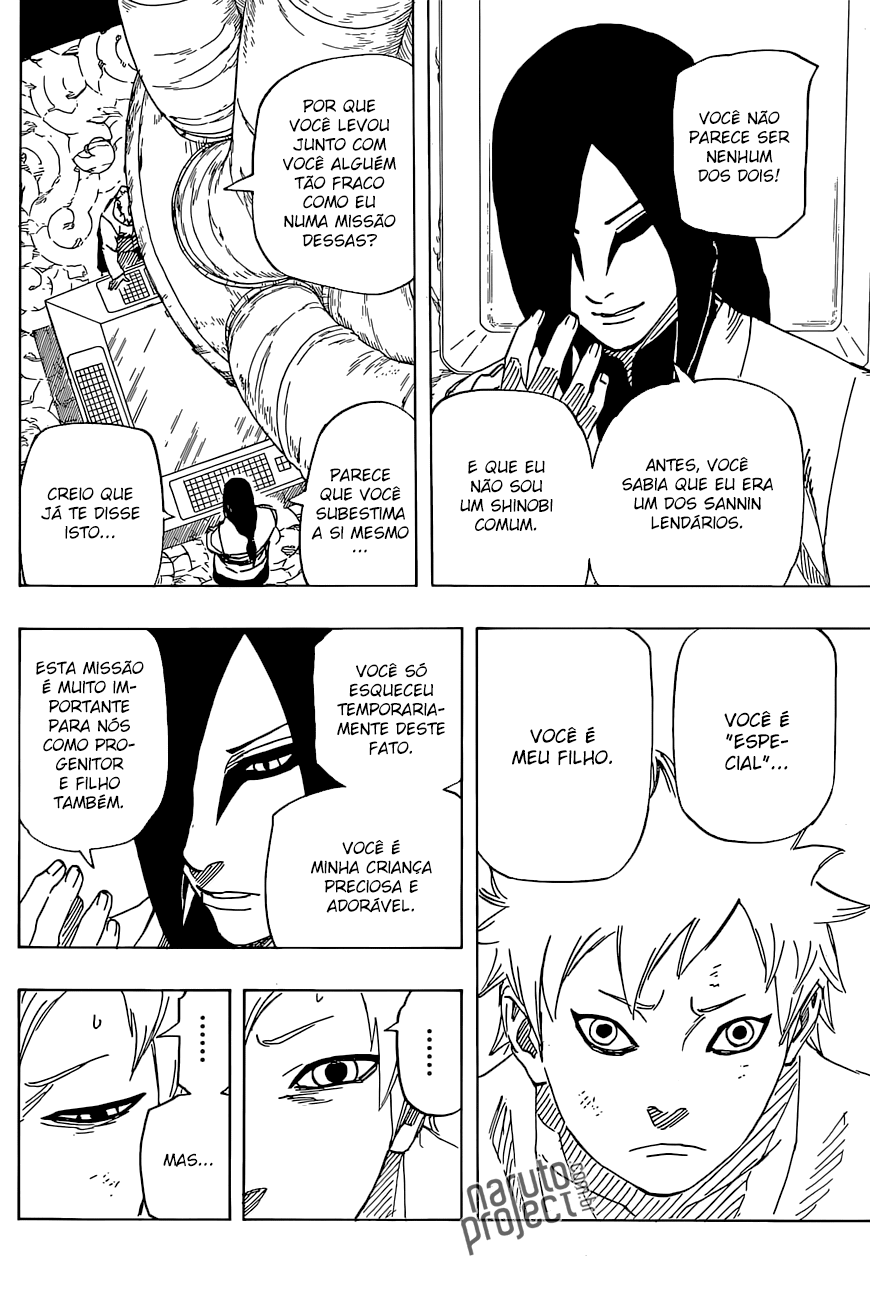 VOCÊ NÃO
PARECE SER
NENHUM
DOS DOIS!
ANTES, VOCÊ
SABIA QUE EU ERA
UM DOS SANNIN
LENDÁRIOS.
E QUE EU
NÃO SOU
UM SHINOBI
COMUM.
POR QUE
VOCÊ LEVOU
JUNTO COM
VOCÊ ALGUÉM
TÃO FRACO
COMO EU
NUMA MISSÃO
DESSAS?
PARECE
QUE VOCÊ
SUBESTIMA
A SI MESMO
...
CREIO QUE
JÁ TE DISSE
ISTO...
VOCÊ É
"ESPE-
CIAL"...
VOCÊ É
MEU FILHO.
VOCÊ SÓ
ESQUECEU
TEMPORARIA-
MENTE DESTE
FATO.
VOCÊ É
MINHA CRIANÇA
PRECIOSA E
ADORÁVEL.
ESTA MISSÃO
É MUITO IM-
PORTANTE
PARA NÓS
COMO PRO-
GENITOR
E FILHO
TAMBÉM.
......
......
MAS...
naruto
project
.com.br